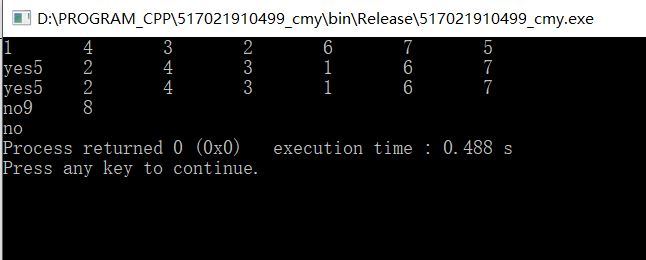 D:\PROGRAM_CPP\517021910499_cmy\bin\Release\517021910499_cmy.exe
1 4 3 2 6 7 5
yes5 2 4 3 1 6 7
yes5 2 4 3 1 6 7
no9 8
no
Process returned 0 (0x0) execution time : 0.488 s
Press any key to continue.